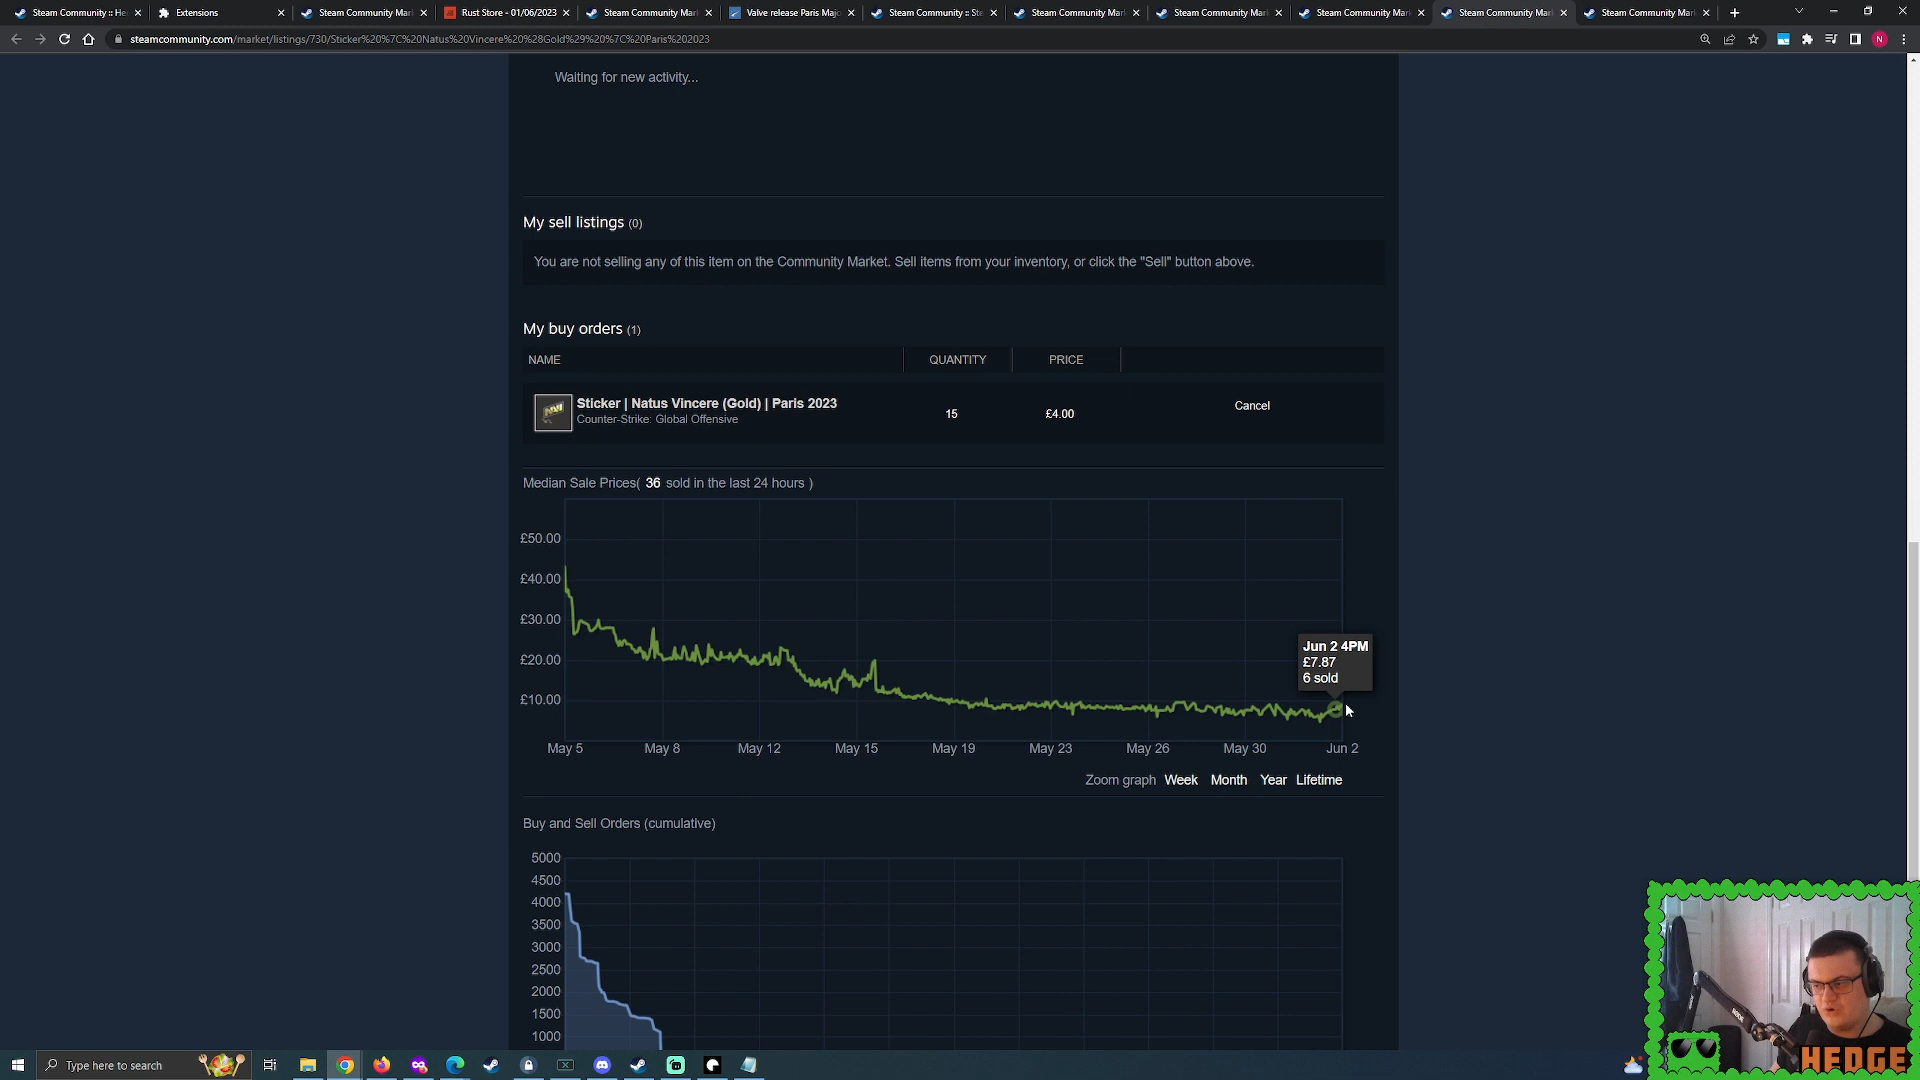 Steam Community :: He
Extensions
Steam Community Mar
Rust Store - 01/06/2023
Steam Community Mar
Valve release Paris Majo
Steam Community :: Ste
Steam Community Mar
Steam Community Mar
Steam Community Mar
Steam Community Mar
Steam Community Mar
steamcommunity.com/market/listings/730/Sticker%20%7C%20Natus%20Vincere%20%28Gold%29%20%7C%20Paris%202023
N
Waiting for new activity...
My sell listings (0)
You are not selling any of this item on the Community Market. Sell items from your inventory, or click the "Sell" button above.
My buy orders (1)
NAME QUANTITY PRICE
Sticker | Natus Vincere (Gold) | Paris 2023
Counter-Strike: Global Offensive
15 £4.00 Cancel
Median Sale Prices( 36 sold in the last 24 hours )
£50.00
£40.00
£30.00
£20.00
£10.00
Jun 2 4PM
£7.87
6 sold
May 5 May 8 May 12 May 15 May 19 May 23 May 26 May 30 Jun 2
Zoom graph Week Month Year Lifetime
Buy and Sell Orders (cumulative)
5000
4500
4000
3500
3000
2500
2000
1500
1000
Type here to search
HEDGE